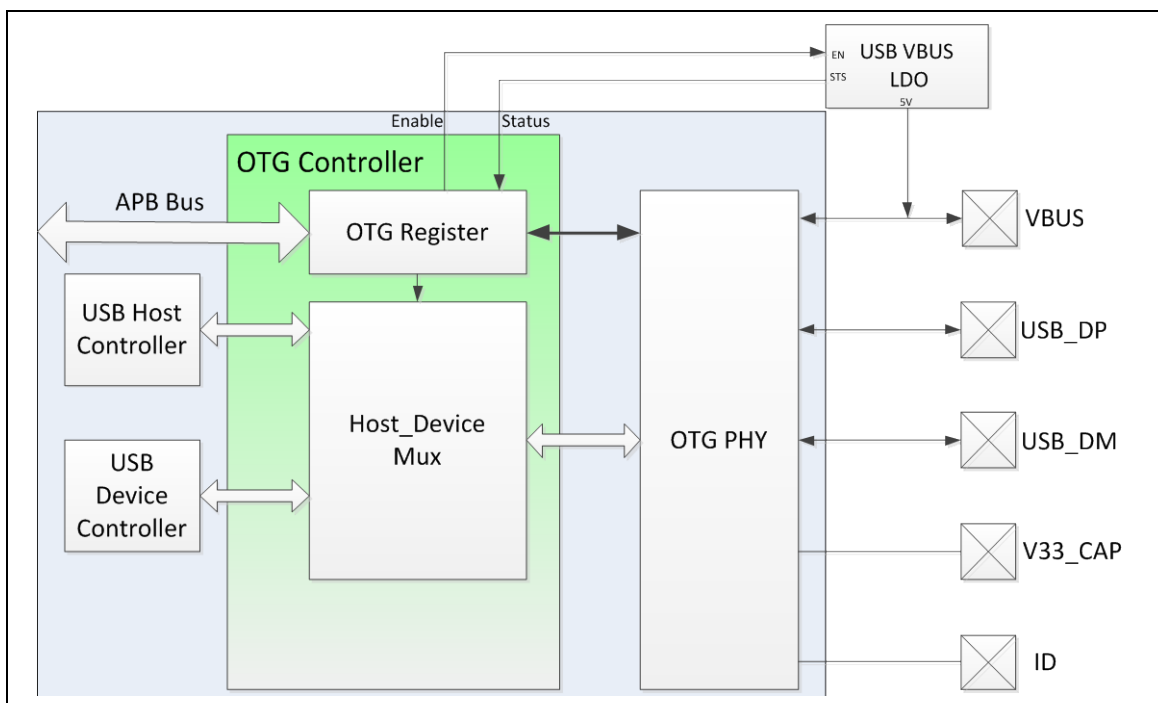 USB VBUS
LDO
EN
STS
5V
Enable
Status
OTG Controller
APB Bus
OTG Register
VBUS
USB Host
Controller
USB_DP
Host_Device
Mux
OTG PHY
USB_DM
USB
Device
Controller
V33_CAP
ID